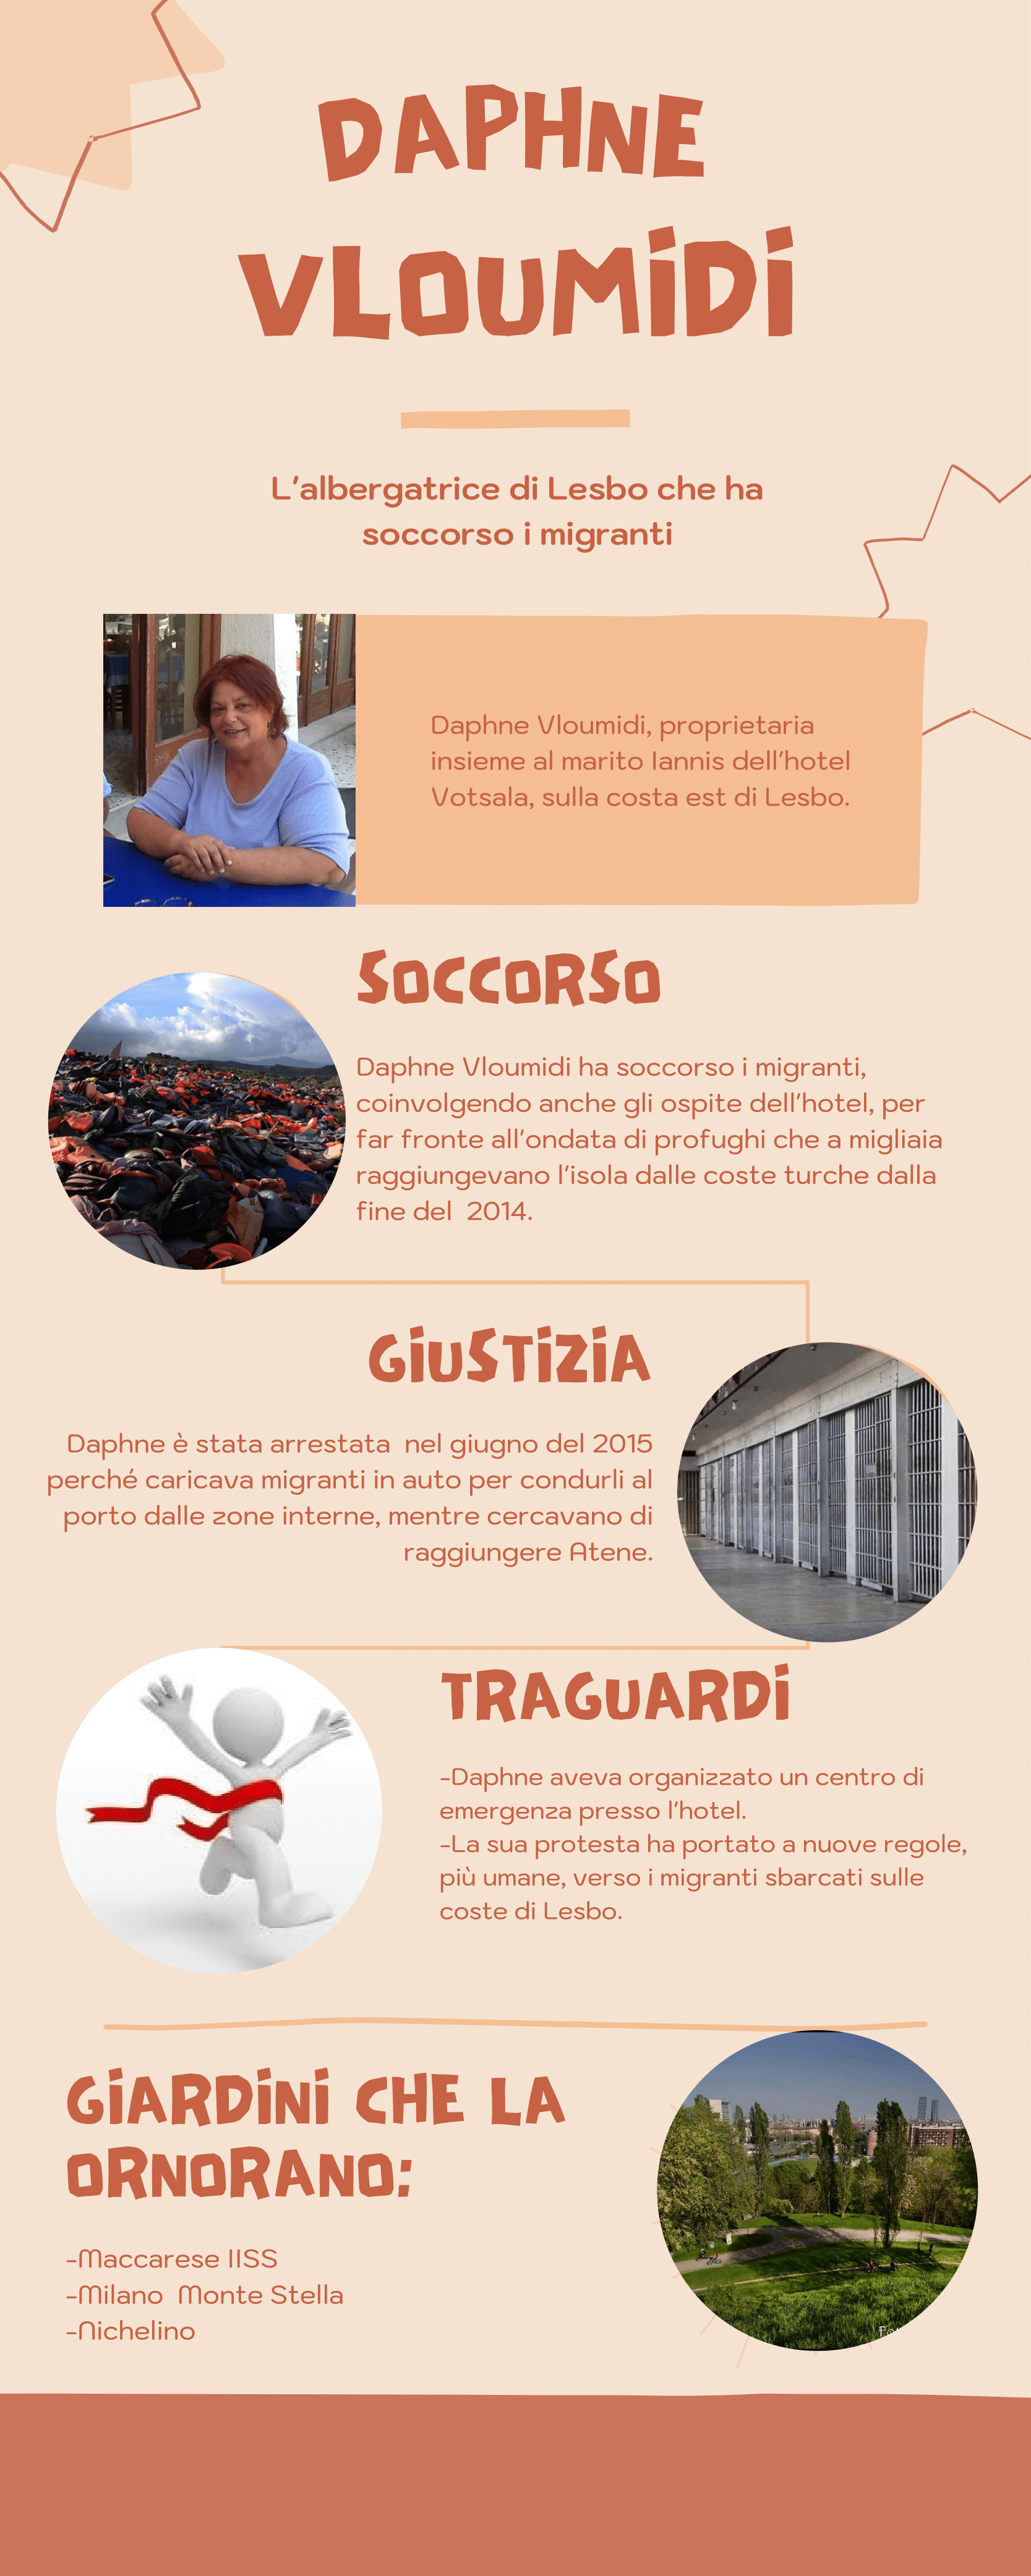 DAPHNE
VLOUMIDI
L'albergatrice di Lesbo che ha
soccorso i migranti
Daphne Vloumidi, proprietaria
insieme al marito Iannis dell'hotel
Votsala, sulla costa est di Lesbo.
SOCCORSO
Daphne Vloumidi ha soccorso i migranti,
coinvolgendo anche gli ospite dell'hotel, per
far fronte all'ondata di profughi che a migliaia
raggiungevano l'isola dalle coste turche dalla
fine del 2014.
GIUSTIZIA
Daphne è stata arrestata nel giugno del 2015
perché caricava migranti in auto per condurli al
porto dalle zone interne, mentre cercavano di
raggiungere Atene.
TRAGUARDI
-Daphne aveva organizzato un centro di
emergenza presso l'hotel.
-La sua protesta ha portato a nuove regole,
più umane, verso i migranti sbarcati sulle
coste di Lesbo.
GIARDINI CHE LA
ORNORANO:
-Maccarese IISS
-Milano Monte Stella
-Nichelino